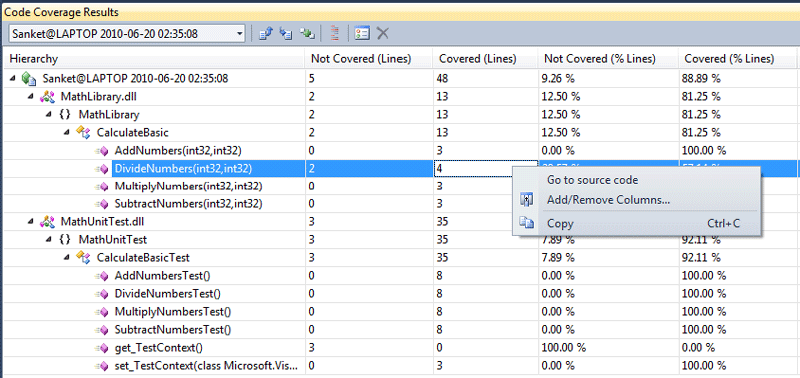 Code Coverage Results
Sanket@LAPTOP 2010-06-20 02:35:08
Hierarchy Not Covered (Lines) Covered (Lines) Not Covered (% Lines) Covered (% Lines)
Sanket@LAPTOP 2010-06-20 02:35:08 5 48 9.26 % 88.89 %
MathLibrary.dll 2 13 12.50 % 81.25 %
{} MathLibrary 2 13 12.50 % 81.25 %
CalculateBasic 2 13 12.50 % 81.25 %
AddNumbers(int32,int32) 0 3 0.00 % 100.00 %
DivideNumbers(int32,int32) 2 4
Go to source code
MultiplyNumbers(int32,int32) 0 3
Add/Remove Columns...
SubtractNumbers(int32,int32) 0 3
MathUnitTest.dll 3 35
Copy Ctrl+C
{} MathUnitTest 3 35 7.89 % 92.11 %
CalculateBasicTest 3 35 7.89 % 92.11 %
AddNumbersTest() 0 8 0.00 % 100.00 %
DivideNumbersTest() 0 8 0.00 % 100.00 %
MultiplyNumbersTest() 0 8 0.00 % 100.00 %
SubtractNumbersTest() 0 8 0.00 % 100.00 %
get_TestContext() 3 0 100.00 % 0.00 %
set_TestContext(class Microsoft.Vis... 0 3 0.00 % 100.00 %